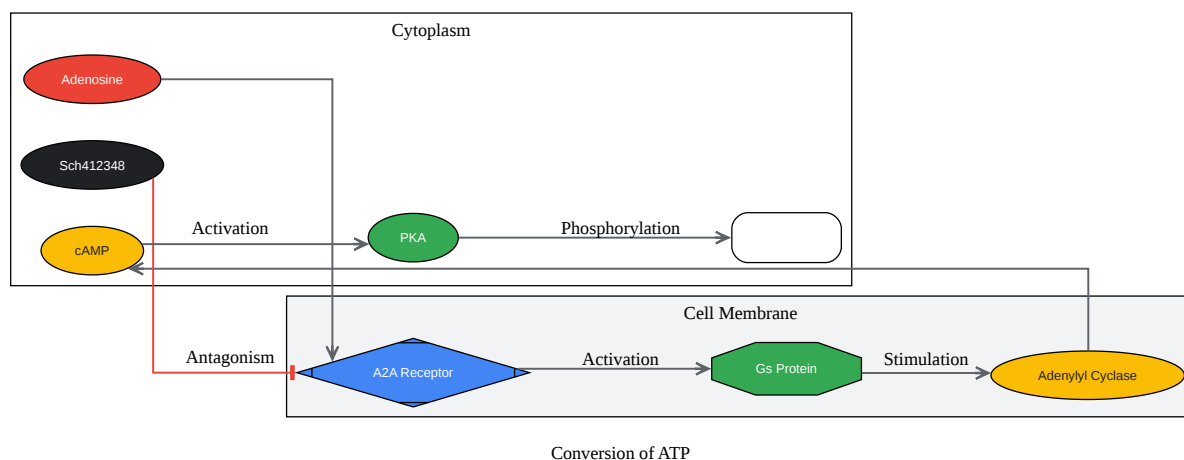 Cytoplasm
Adenosine
Sch412348
Activation
PKA
Phosphorylation
cAMP
Cell Membrane
Antagonism
A2A Receptor
Activation
Gs Protein
Stimulation
Adenylyl Cyclase
Conversion of ATP